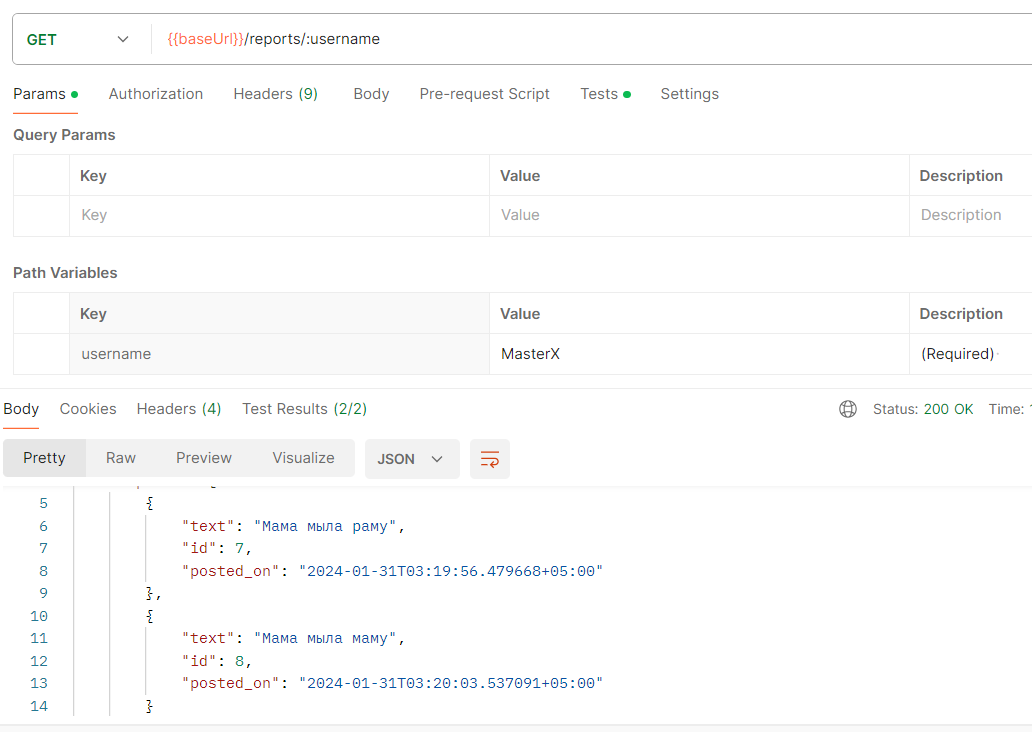 GET {{baseUrl}}/reports/:username
Params Authorization Headers (9) Body Pre-request Script Tests Settings
Query Params
Key Value Description
Key Value Description
Path Variables
Key Value Description
username MasterX (Required)
Body Cookies Headers (4) Test Results (2/2) Status: 200 OK Time:
Pretty Raw Preview Visualize JSON
5 {
6 "text": "Мама мыла раму",
7 "id": 7,
8 "posted_on": "2024-01-31T03:19:56.479668+05:00"
9 },
10 {
11 "text": "Мама мыла маму",
12 "id": 8,
13 "posted_on": "2024-01-31T03:20:03.537091+05:00"
14 }